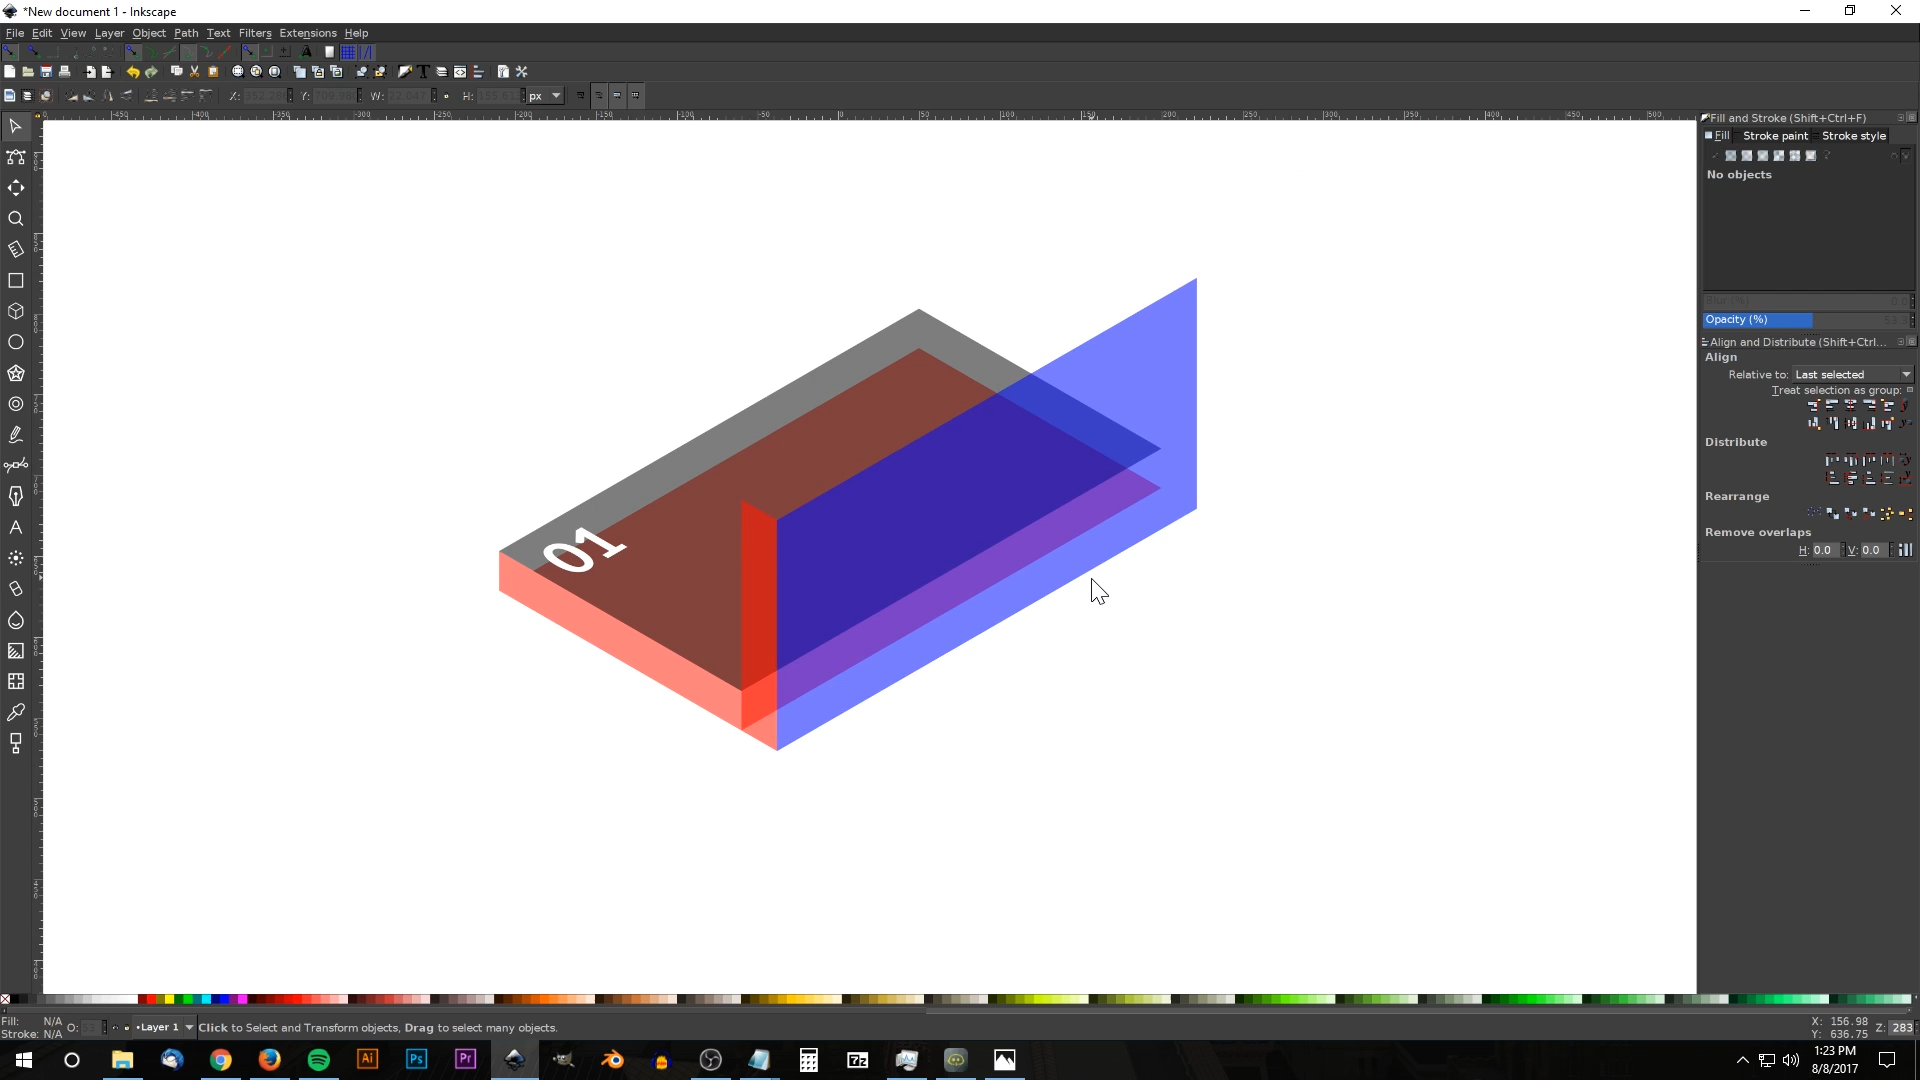 *New document 1 - Inkscape
File Edit View Layer Object Path Text Filters Extensions Help
X: Y: W: H: px
Fill and Stroke (Shift+Ctrl+F)
Fill Stroke paint Stroke style
No objects
Blur (%) 0.0
Opacity (%)
Align and Distribute (Shift+Ctrl...
Align
Relative to: Last selected
Treat selection as group:
Distribute
Rearrange
Remove overlaps
H: 0.0 V: 0.0
01
Fill: N/A O:
Stroke: N/A
•Layer 1
Click to Select and Transform objects, Drag to select many objects.
X: 156.98
Y: 636.75
Z: 283
Ai Ps Pr 7z
1:23 PM
8/8/2017